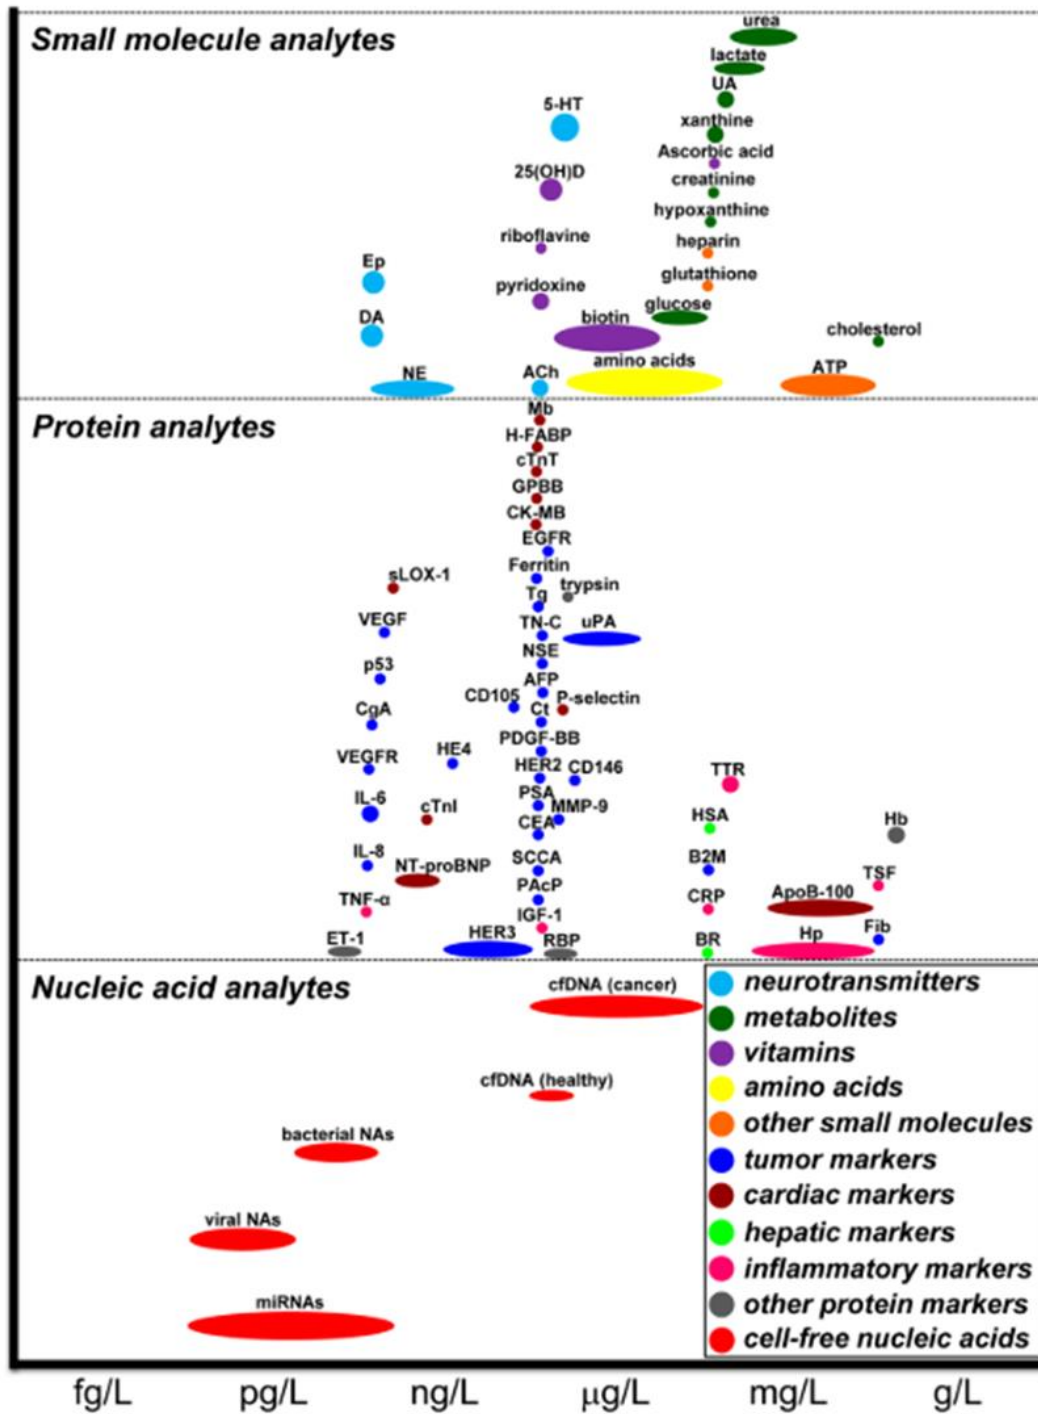 Small molecule analytes
urea
lactate
UA
5-HT
xanthine
Ascorbic acid
25(OH)D
creatinine
hypoxanthine
riboflavine
heparin
Ep
glutathione
pyridoxine
glucose
DA
biotin
cholesterol
amino acids
NE
ACh
ATP
Protein analytes
Mb
H-FABP
cTnT
GPBB
CK-MB
EGFR
Ferritin
sLOX-1
trypsin
Tg
VEGF
TN-C
uPA
NSE
p53
AFP
CD105
P-selectin
CgA
Ct
PDGF-BB
VEGFR
HE4
HER2
CD146
TTR
IL-6
PSA
cTnI
MMP-9
HSA
CEA
Hb
IL-8
SCCA
B2M
NT-proBNP
TSF
PAcP
ApoB-100
TNF-α
CRP
IGF-1
Fib
ET-1
HER3
RBP
BR
Hp
Nucleic acid analytes
cfDNA (cancer)
cfDNA (healthy)
bacterial NAs
viral NAs
miRNAs
neurotransmitters
metabolites
vitamins
amino acids
other small molecules
tumor markers
cardiac markers
hepatic markers
inflammatory markers
other protein markers
cell-free nucleic acids
fg/L pg/L ng/L μg/L mg/L g/L